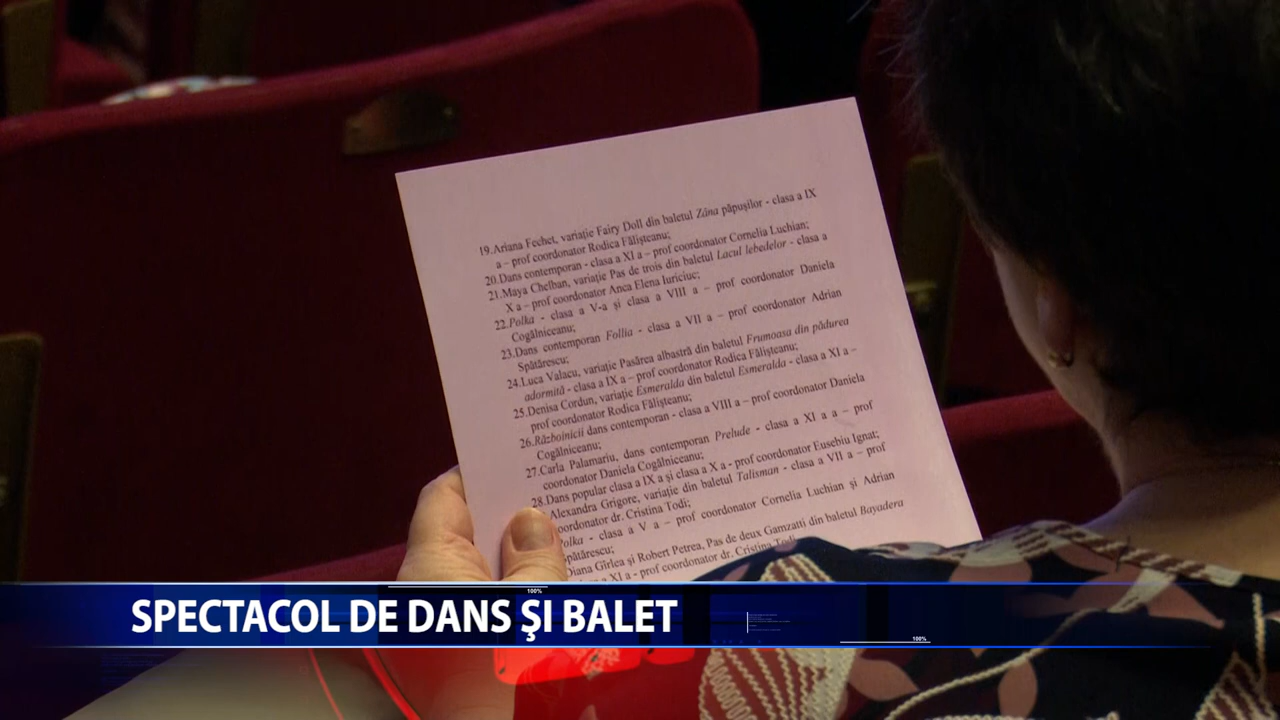 19.Ariana Fechet, variație Fairy Doll din baletul Zâna păpușilor - clasa a IX
a – prof coordonator Rodica Fălișteanu;
20.Dans contemporan - clasa a XI a – prof coordonator Cornelia Luchian;
21.Maya Chelban, variație Pas de trois din baletul Lacul lebedelor - clasa a
X a – prof coordonator Anca Elena Iuriciuc;
22.Polka - clasa a V-a și clasa a VIII a – prof coordonator Daniela
Cogălniceanu;
23.Dans contemporan Follia - clasa a VII a – prof coordonator Adrian
Spătărescu;
24.Luca Valacu, variație Pasărea albastră din baletul Frumoasa din pădurea
adormită - clasa a IX a – prof coordonator Rodica Fălișteanu;
25.Denisa Cordun, variație Esmeralda din baletul Esmeralda - clasa a XI a –
prof coordonator Rodica Fălișteanu;
26.Războinicii dans contemporan - clasa a VIII a – prof coordonator Daniela
Cogălniceanu;
27.Carla Palamariu, dans contemporan Prelude - clasa a XI a a – prof
coordonator Daniela Cogălniceanu;
28.Dans popular clasa a IX a și clasa a X a - prof coordonator Eusebiu Ignat;
Alexandra Grigore, variație din baletul Talisman - clasa a VII a – prof
coordonator dr. Cristina Todi;
Polka - clasa a V a – prof coordonator Cornelia Luchian și Adrian
Spătărescu;
Diana Gîrlea și Robert Petrea, Pas de deux Gamzatti din baletul Bayadera
a XI a - prof coordonator dr. Cristina Todi
100%
SPECTACOL DE DANS ŞI BALET
100%